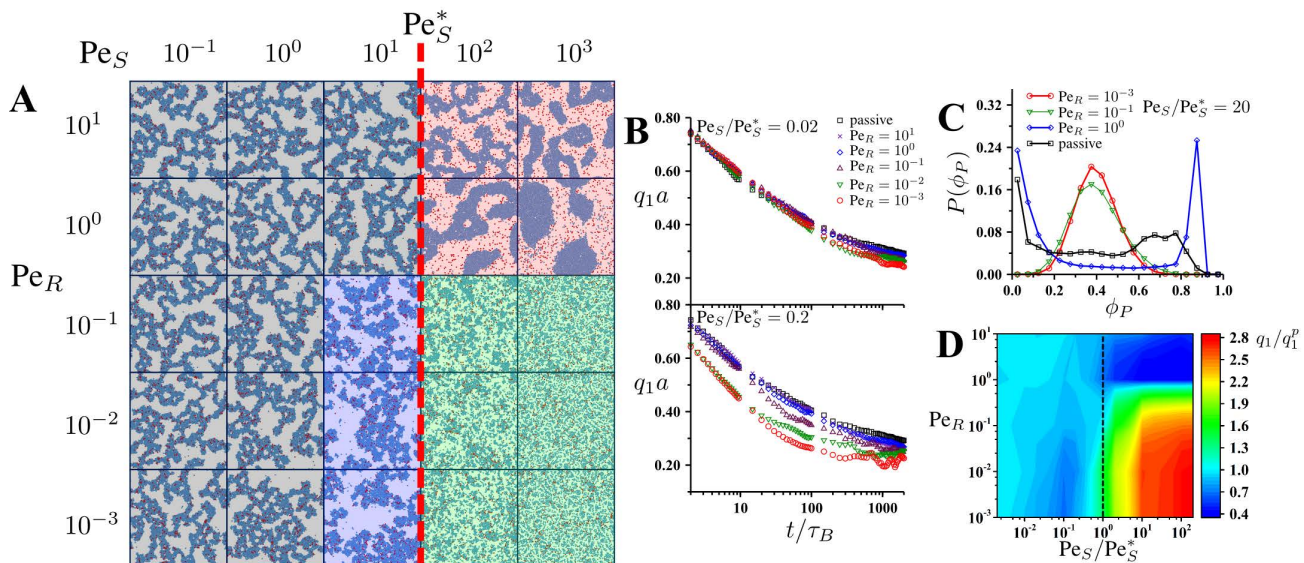 Pe*_S
Pe_S 10^{-1} 10^0 10^1 10^2 10^3
A
10^1
10^0
Pe_R
10^{-1}
10^{-2}
10^{-3}
B
0.80
Pe_S/Pe*_S = 0.02
□ passive
× Pe_R = 10^1
◇ Pe_R = 10^0
△ Pe_R = 10^{-1}
▽ Pe_R = 10^{-2}
○ Pe_R = 10^{-3}
0.60
q_1a
0.40
0.20
0.80
Pe_S/Pe*_S = 0.2
0.60
q_1a
0.40
0.20
10 100 1000
t/τ_B
C
Pe_R = 10^{-3}
Pe_R = 10^{-1}
Pe_R = 10^0
passive
Pe_S/Pe*_S = 20
0.32
0.24
P(ϕ_P)
0.16
0.08
0.00
0.0 0.2 0.4 0.6 0.8 1.0
ϕ_P
D
10^1
10^0
Pe_R
10^{-1}
10^{-2}
10^{-3}
10^{-2} 10^{-1} 10^0 10^1 10^2
Pe_S/Pe*_S
q_1/q_1^p
2.8
2.5
2.2
1.9
1.6
1.3
1.0
0.7
0.4